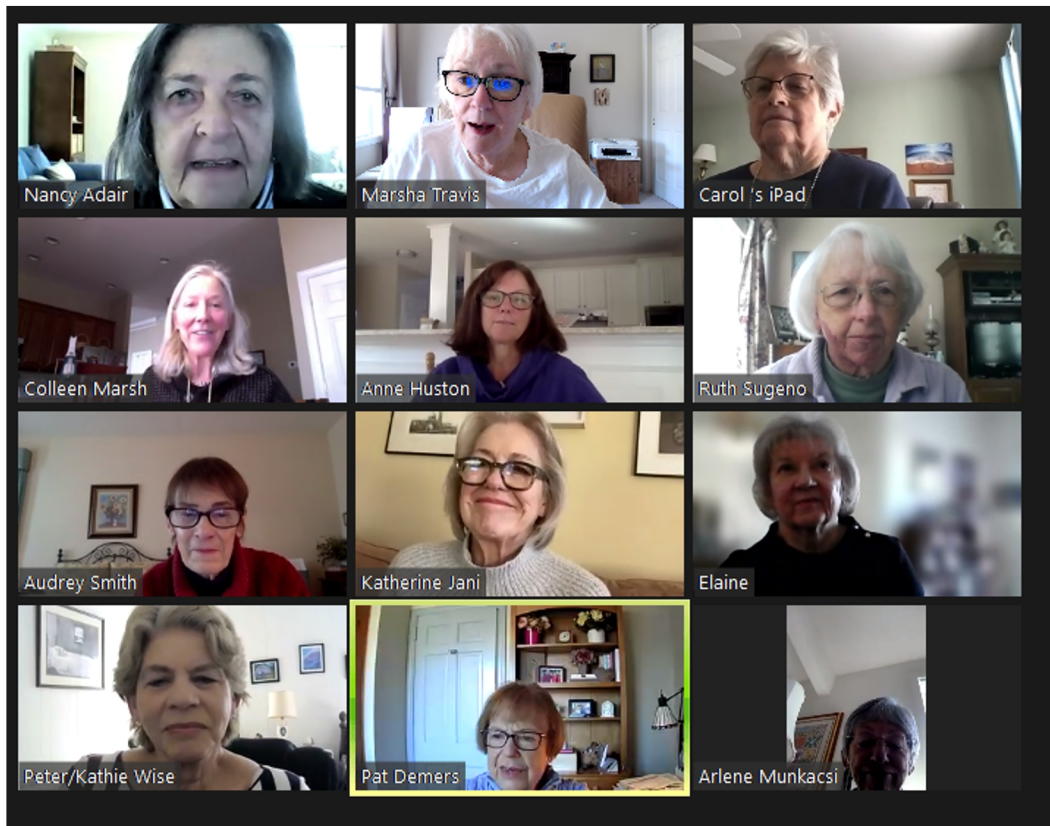 Nancy Adair
Marsha Travis
Carol 's iPad
Colleen Marsh
Anne Huston
Ruth Sugeno
Audrey Smith
Katherine Jani
Elaine
Peter/Kathie Wise
Pat Demers
Arlene Munkacsi